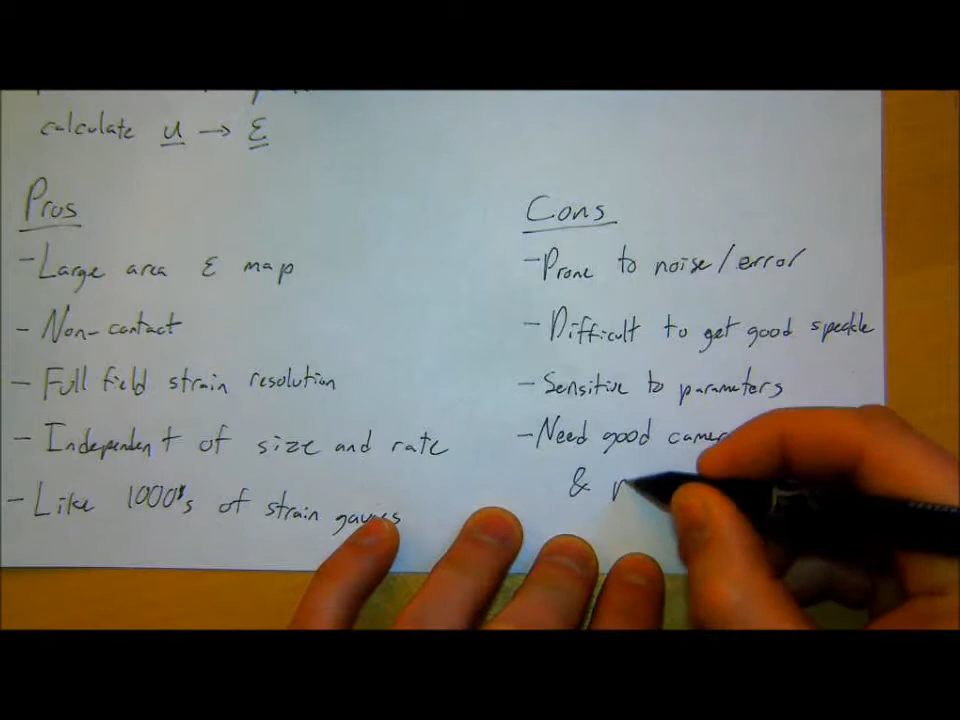 calculate u → ε
Pros
- Large area ε map
- Non-contact
- Full field strain resolution
- Independent of size and rate
- Like 1000's of strain gauges
Cons
- Prone to noise/error
- Difficult to get good speckle
- Sensitive to parameters
- Need good camer
&